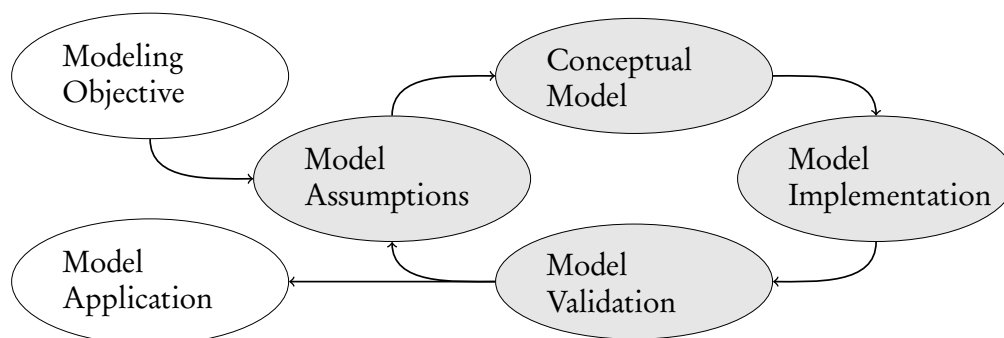 Modeling
Objective
Conceptual
Model
Model
Assumptions
Model
Implementation
Model
Application
Model
Validation